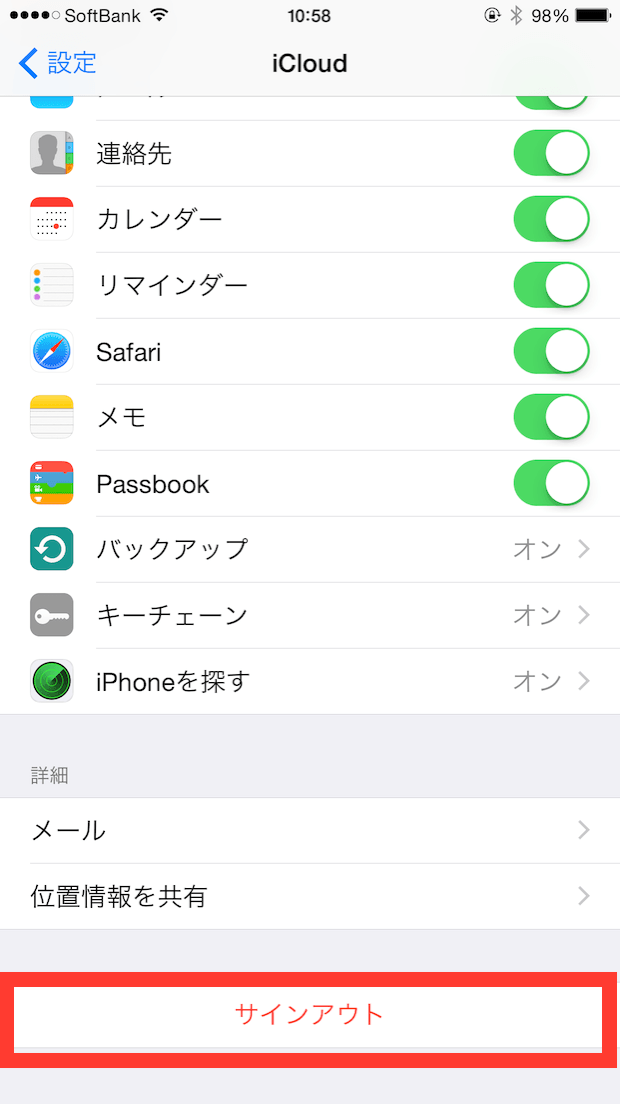 SoftBank 10:58 98%
設定 iCloud
連絡先
カレンダー
リマインダー
Safari
メモ
Passbook
バックアップ オン
キーチェーン オン
iPhoneを探す オン
詳細
メール
位置情報を共有
サインアウト